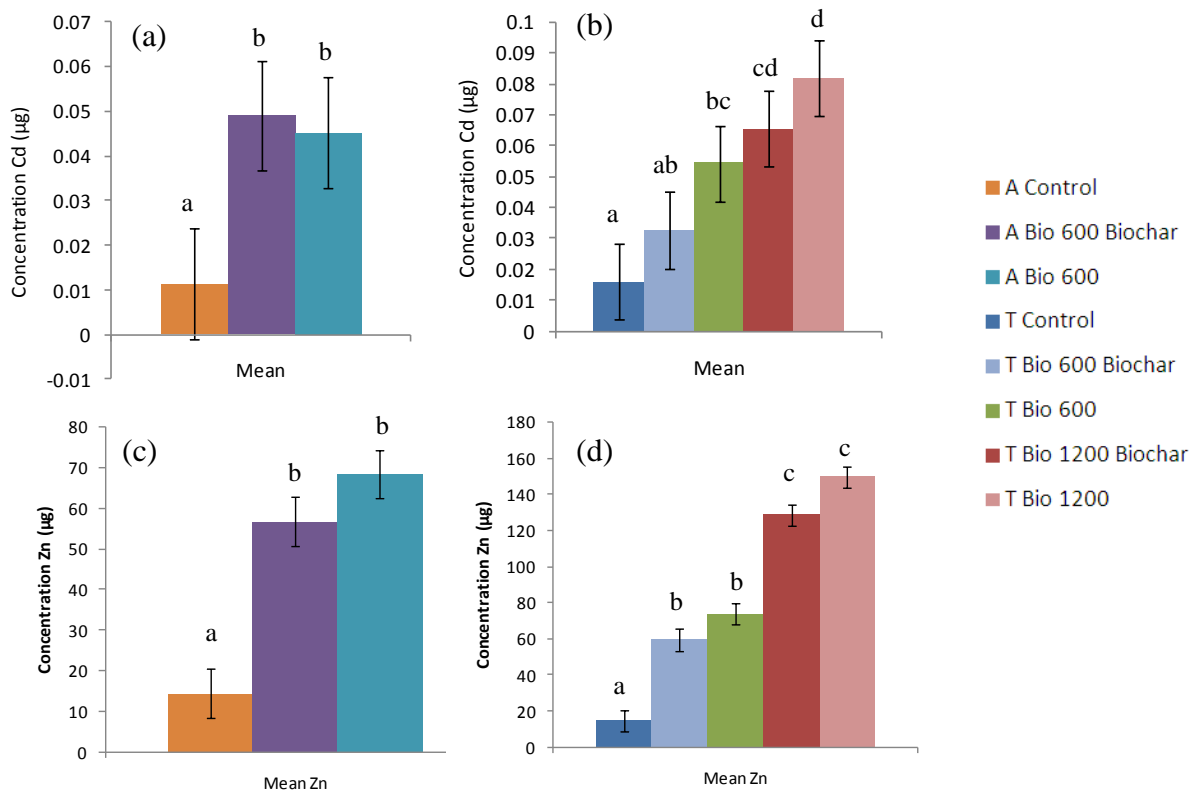 (a)
Concentration Cd (µg)
0.07
0.06
0.05
0.04
0.03
0.02
0.01
0
-0.01
a
b
b
Mean
(b)
Concentration Cd (µg)
0.1
0.09
0.08
0.07
0.06
0.05
0.04
0.03
0.02
0.01
0
a
ab
bc
cd
d
Mean
(c)
Concentration Zn (µg)
80
70
60
50
40
30
20
10
0
a
b
b
Mean Zn
(d)
Concentration Zn (µg)
180
160
140
120
100
80
60
40
20
0
a
b
b
c
c
Mean Zn
A Control
A Bio 600 Biochar
A Bio 600
T Control
T Bio 600 Biochar
T Bio 600
T Bio 1200 Biochar
T Bio 1200